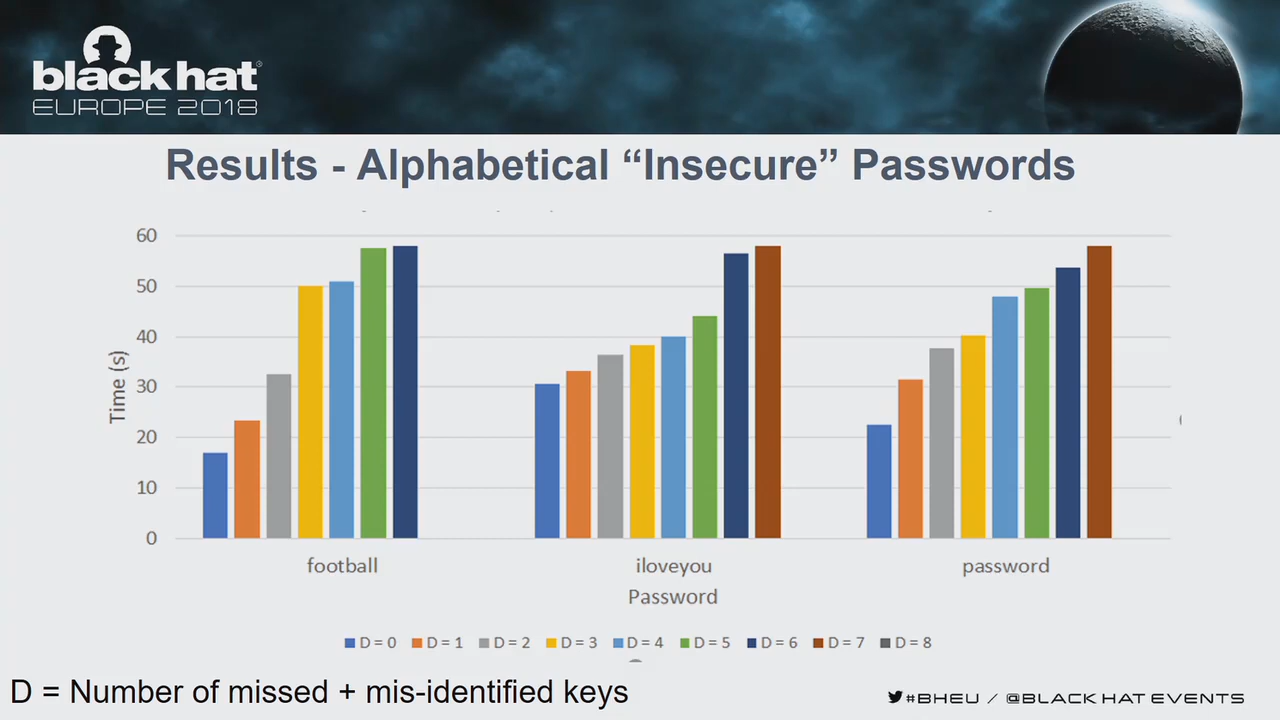 black hat®
EUROPE 2018
Results - Alphabetical “Insecure” Passwords
60
50
40
30
20
10
0
Time (s)
football iloveyou password
Password
D = 0 D = 1 D = 2 D = 3 D = 4 D = 5 D = 6 D = 7 D = 8
D = Number of missed + mis-identified keys
#BHEU / @BLACK HAT EVENTS